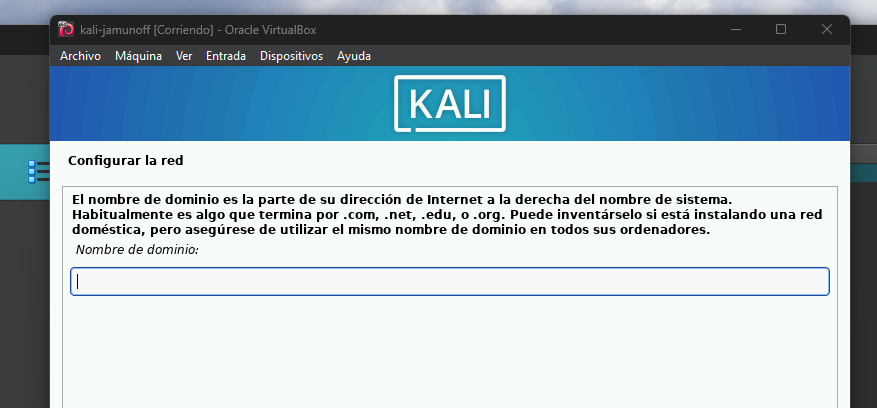 kali-jamunoff [Corriendo] - Oracle VirtualBox
Archivo Máquina Ver Entrada Dispositivos Ayuda
KALI
Configurar la red
El nombre de dominio es la parte de su dirección de Internet a la derecha del nombre de sistema.
Habitualmente es algo que termina por .com, .net, .edu, o .org. Puede inventárselo si está instalando una red
doméstica, pero asegúrese de utilizar el mismo nombre de dominio en todos sus ordenadores.
Nombre de dominio: